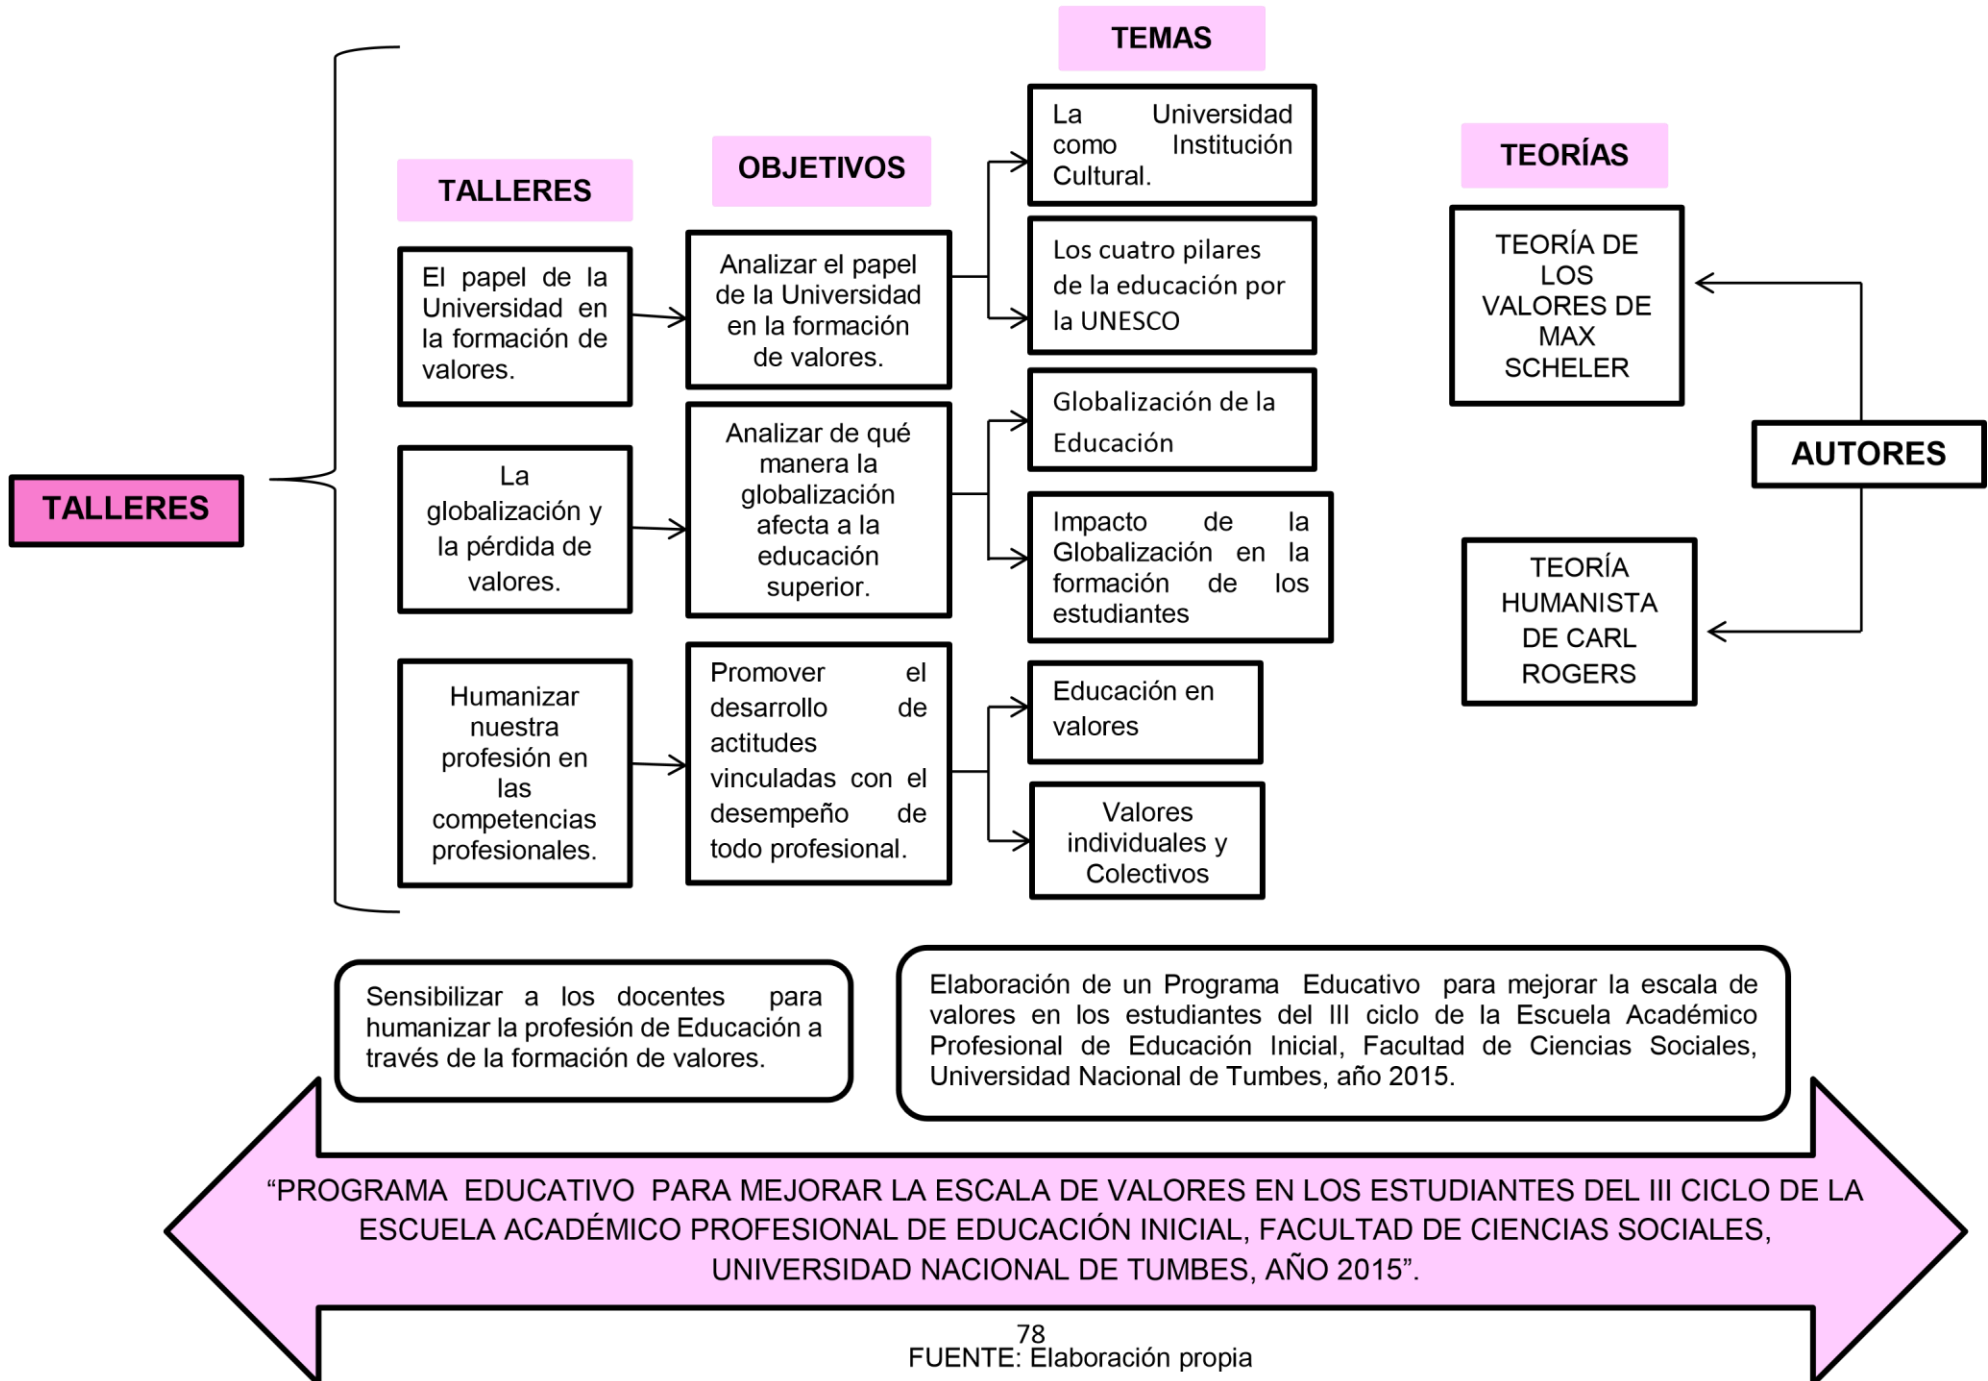 TEMAS
La Universidad
como Institución
Cultural.
TEORÍAS
OBJETIVOS
TALLERES
TEORÍA DE
LOS
VALORES DE
MAX
SCHELER
El papel de la
Universidad en
la formación de
valores.
Analizar el papel
de la Universidad
en la formación
de valores.
Los cuatro pilares
de la educación por
la UNESCO
Globalización de la
Educación
AUTORES
TALLERES
La
globalización y
la pérdida de
valores.
Analizar de qué
manera la
globalización
afecta a la
educación
superior.
Impacto de la
Globalización en la
formación de los
estudiantes
TEORÍA
HUMANISTA
DE CARL
ROGERS
Humanizar
nuestra
profesión en
las
competencias
profesionales.
Promover el
desarrollo de
actitudes
vinculadas con el
desempeño de
todo profesional.
Educación en
valores
Valores
individuales y
Colectivos
Sensibilizar a los docentes para
humanizar la profesión de Educación a
través de la formación de valores.
Elaboración de un Programa Educativo para mejorar la escala de
valores en los estudiantes del III ciclo de la Escuela Académico
Profesional de Educación Inicial, Facultad de Ciencias Sociales,
Universidad Nacional de Tumbes, año 2015.
“PROGRAMA EDUCATIVO PARA MEJORAR LA ESCALA DE VALORES EN LOS ESTUDIANTES DEL III CICLO DE LA
ESCUELA ACADÉMICO PROFESIONAL DE EDUCACIÓN INICIAL, FACULTAD DE CIENCIAS SOCIALES,
UNIVERSIDAD NACIONAL DE TUMBES, AÑO 2015”.
78
FUENTE: Elaboración propia